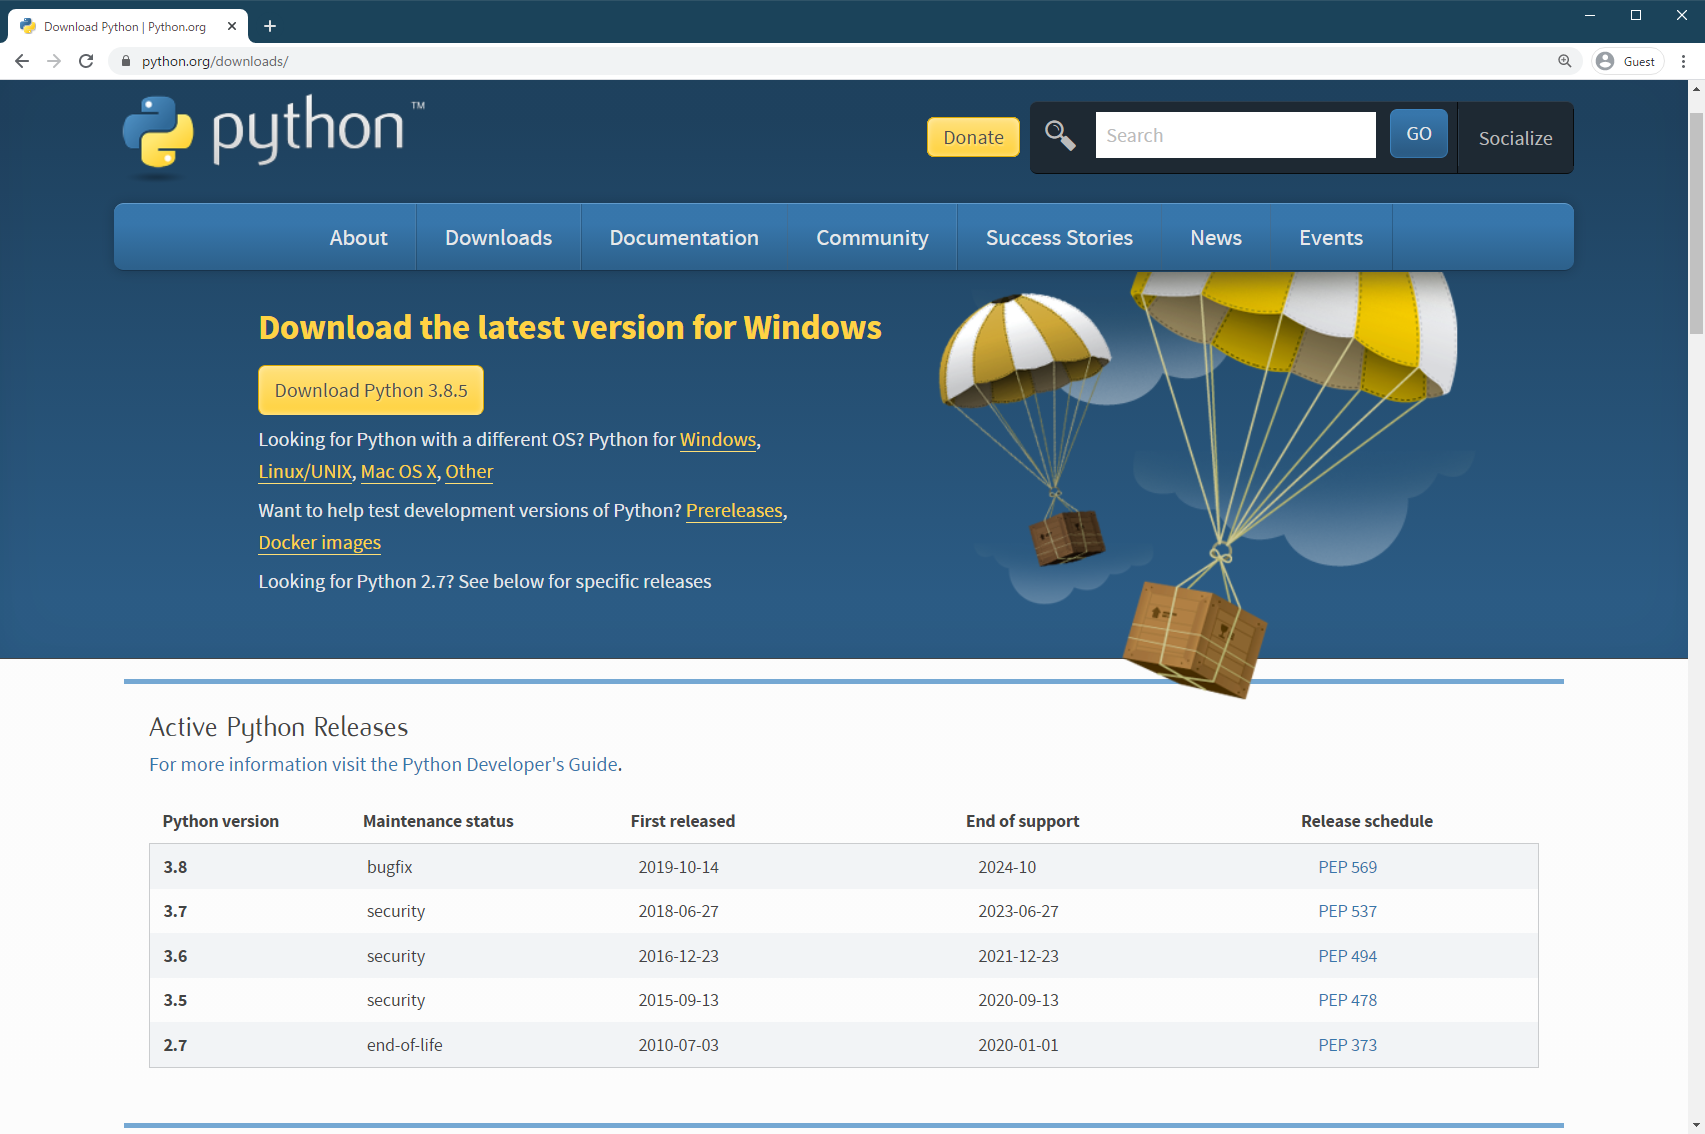 Download Python | Python.org
python.org/downloads/
Guest
python™
Donate
Search
GO
Socialize
About Downloads Documentation Community Success Stories News Events
Download the latest version for Windows
Download Python 3.8.5
Looking for Python with a different OS? Python for Windows,
Linux/UNIX, Mac OS X, Other
Want to help test development versions of Python? Prereleases,
Docker images
Looking for Python 2.7? See below for specific releases
Active Python Releases
For more information visit the Python Developer's Guide.
Python version Maintenance status First released End of support Release schedule
3.8 bugfix 2019-10-14 2024-10 PEP 569
3.7 security 2018-06-27 2023-06-27 PEP 537
3.6 security 2016-12-23 2021-12-23 PEP 494
3.5 security 2015-09-13 2020-09-13 PEP 478
2.7 end-of-life 2010-07-03 2020-01-01 PEP 373